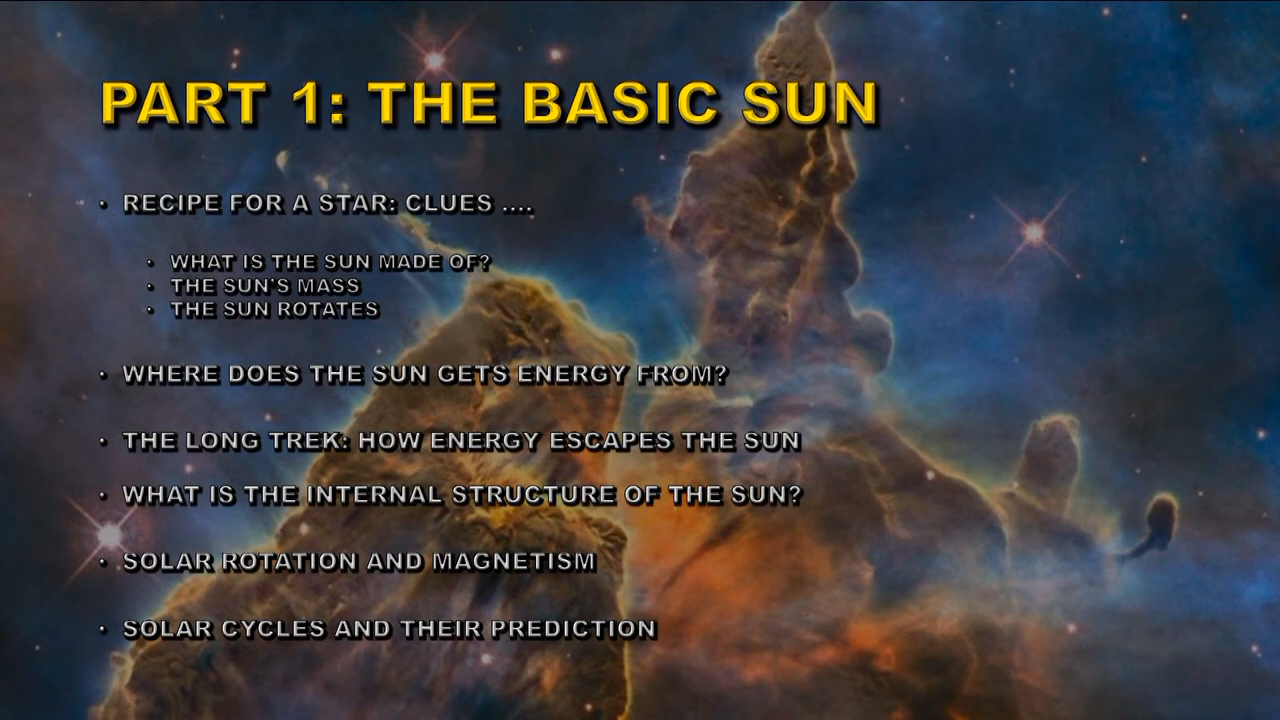 PART 1: THE BASIC SUN
• RECIPE FOR A STAR: CLUES ....
• WHAT IS THE SUN MADE OF?
• THE SUN'S MASS
• THE SUN ROTATES
• WHERE DOES THE SUN GETS ENERGY FROM?
• THE LONG TREK: HOW ENERGY ESCAPES THE SUN
• WHAT IS THE INTERNAL STRUCTURE OF THE SUN?
• SOLAR ROTATION AND MAGNETISM
• SOLAR CYCLES AND THEIR PREDICTION